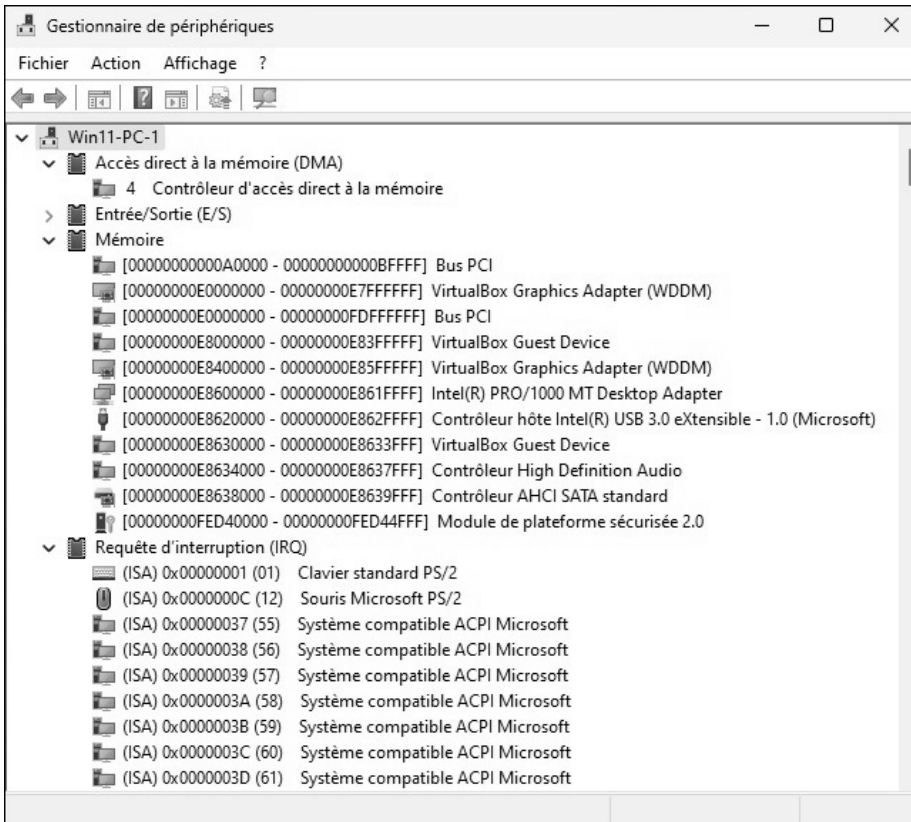 Gestionnaire de périphériques
Fichier Action Affichage ?
Win11-PC-1
Accès direct à la mémoire (DMA)
4 Contrôleur d'accès direct à la mémoire
Entrée/Sortie (E/S)
Mémoire
[00000000000A0000 - 00000000000BFFFF] Bus PCI
[00000000E0000000 - 00000000E7FFFFFF] VirtualBox Graphics Adapter (WDDM)
[00000000E0000000 - 00000000FDFFFFFF] Bus PCI
[00000000E8000000 - 00000000E83FFFFF] VirtualBox Guest Device
[00000000E8400000 - 00000000E85FFFFF] VirtualBox Graphics Adapter (WDDM)
[00000000E8600000 - 00000000E861FFFF] Intel(R) PRO/1000 MT Desktop Adapter
[00000000E8620000 - 00000000E862FFFF] Contrôleur hôte Intel(R) USB 3.0 eXtensible - 1.0 (Microsoft)
[00000000E8630000 - 00000000E8633FFF] VirtualBox Guest Device
[00000000E8634000 - 00000000E8637FFF] Contrôleur High Definition Audio
[00000000E8638000 - 00000000E8639FFF] Contrôleur AHCI SATA standard
[00000000FED40000 - 00000000FED44FFF] Module de plateforme sécurisée 2.0
Requête d'interruption (IRQ)
(ISA) 0x00000001 (01) Clavier standard PS/2
(ISA) 0x0000000C (12) Souris Microsoft PS/2
(ISA) 0x00000037 (55) Système compatible ACPI Microsoft
(ISA) 0x00000038 (56) Système compatible ACPI Microsoft
(ISA) 0x00000039 (57) Système compatible ACPI Microsoft
(ISA) 0x0000003A (58) Système compatible ACPI Microsoft
(ISA) 0x0000003B (59) Système compatible ACPI Microsoft
(ISA) 0x0000003C (60) Système compatible ACPI Microsoft
(ISA) 0x0000003D (61) Système compatible ACPI Microsoft